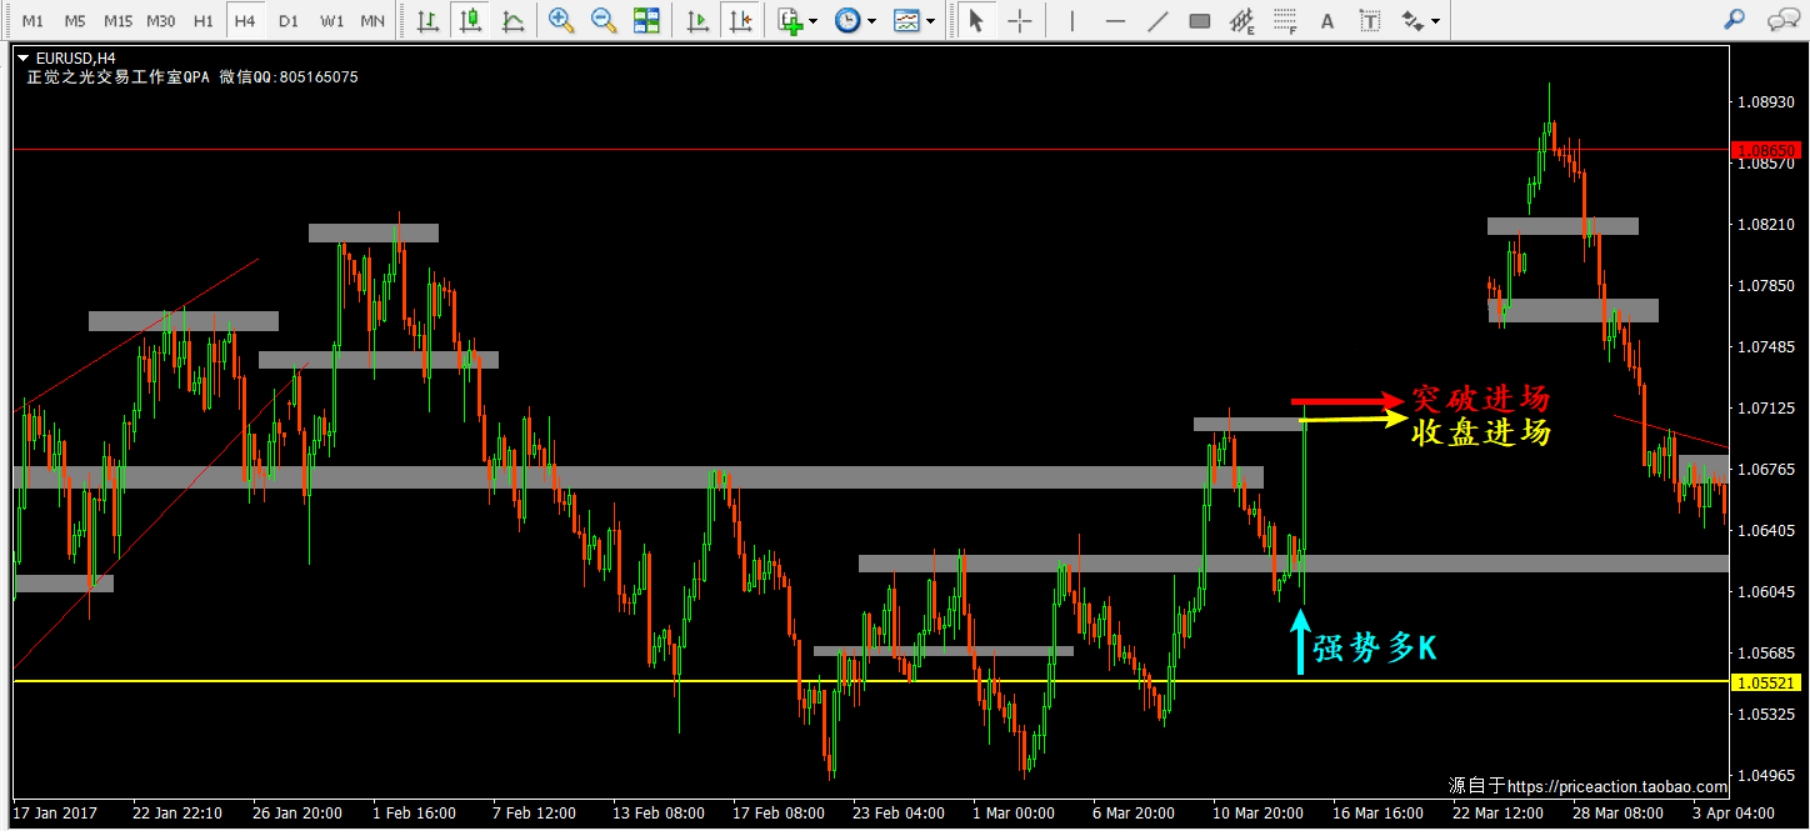 M1 M5 M15 M30 H1 H4 D1 W1 MN
E F A T
EURUSD,H4
正觉之光交易工作室QPA 微信QQ:805165075
1.08930
1.08650
1.08570
1.08210
1.07850
1.07485
突破进场
1.07125
收盘进场
1.06765
1.06405
1.06045
强势多K
1.05685
1.05521
1.05325
1.04965
源自于https://priceaction.taobao.com
17 Jan 2017 22 Jan 22:10 26 Jan 20:00 1 Feb 16:00 7 Feb 12:00 13 Feb 08:00 17 Feb 08:00 23 Feb 04:00 1 Mar 00:00 6 Mar 20:00 10 Mar 20:00 16 Mar 16:00 22 Mar 12:00 28 Mar 08:00 3 Apr 04:00